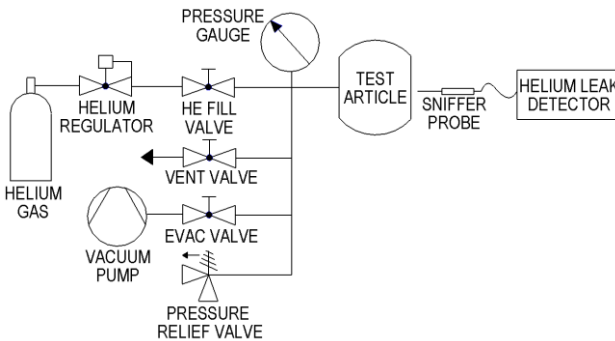 PRESSURE
GAUGE
TEST
ARTICLE
HELIUM LEAK
DETECTOR
SNIFFER
PROBE
HELIUM
REGULATOR
HE FILL
VALVE
HELIUM
GAS
VENT VALVE
EVAC VALVE
VACUUM
PUMP
PRESSURE
RELIEF VALVE